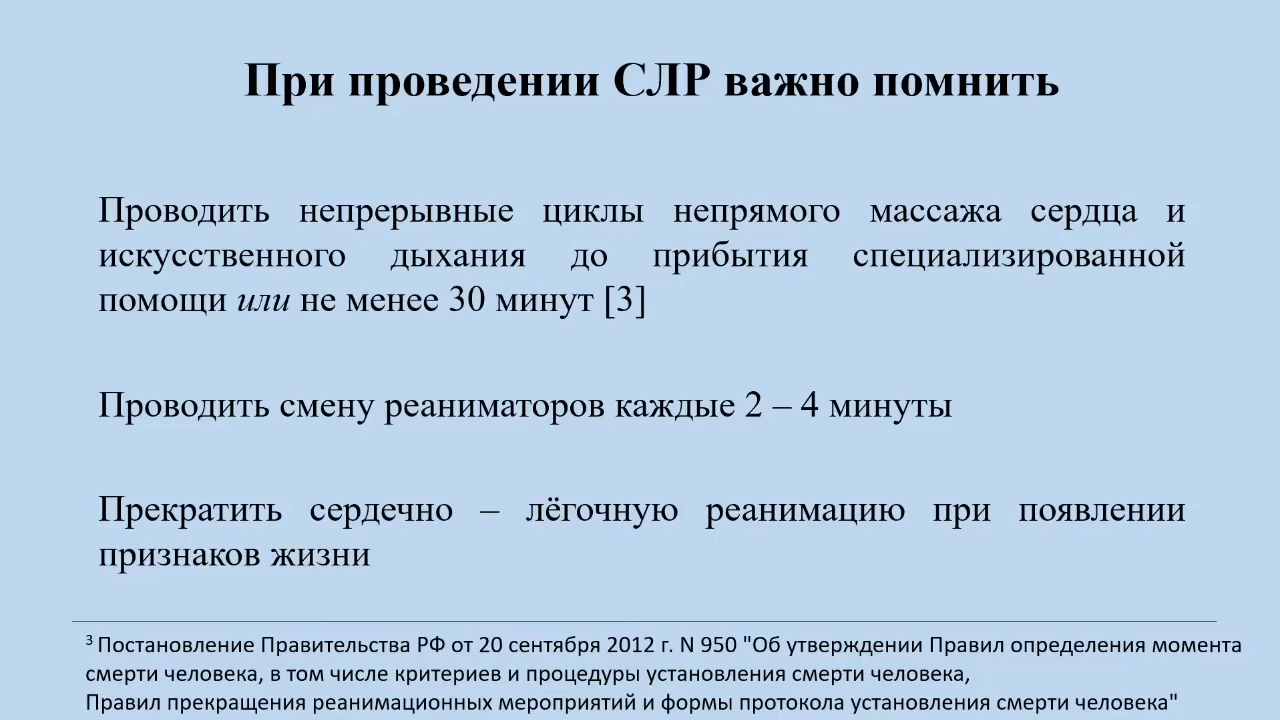 При проведении СЛР важно помнить
Проводить непрерывные циклы непрямого массажа сердца и
искусственного дыхания до прибытия специализированной
помощи или не менее 30 минут [3]
Проводить смену реаниматоров каждые 2 – 4 минуты
Прекратить сердечно – лёгочную реанимацию при появлении
признаков жизни
3 Постановление Правительства РФ от 20 сентября 2012 г. N 950 "Об утверждении Правил определения момента
смерти человека, в том числе критериев и процедуры установления смерти человека,
Правил прекращения реанимационных мероприятий и формы протокола установления смерти человека"